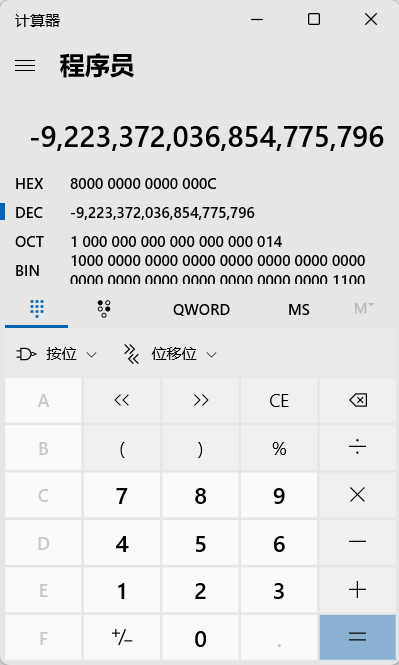 计算器
程序员
-9,223,372,036,854,775,796
HEX 8000 0000 0000 000C
DEC -9,223,372,036,854,775,796
OCT 1 000 000 000 000 000 000 014
BIN 1000 0000 0000 0000 0000 0000 0000 0000
0000 0000 0000 0000 0000 0000 0000 1100
QWORD MS M
按位 位移位
A << >> CE
B ( ) % ÷
C 7 8 9 ×
D 4 5 6 −
E 1 2 3 +
F +/− 0 . =